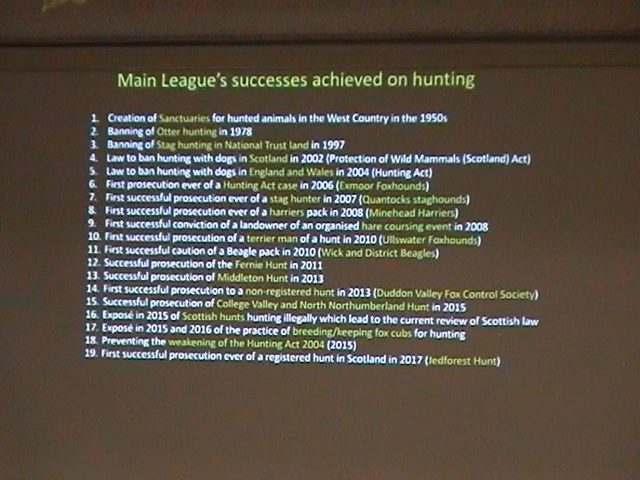 Main League's successes achieved on hunting
1. Creation of Sanctuaries for hunted animals in the West Country in the 1950s
2. Banning of Otter hunting in 1978
3. Banning of Stag hunting in National Trust land in 1997
4. Law to ban hunting with dogs in Scotland in 2002 (Protection of Wild Mammals (Scotland) Act)
5. Law to ban hunting with dogs in England and Wales in 2004 (Hunting Act)
6. First prosecution ever of a Hunting Act case in 2006 (Exmoor Foxhounds)
7. First successful prosecution ever of a stag hunter in 2007 (Quantocks staghounds)
8. First successful prosecution ever of a harriers pack in 2008 (Minehead Harriers)
9. First successful conviction of a landowner of an organised hare coursing event in 2008
10. First successful prosecution of a terrier man of a hunt in 2010 (Ullswater Foxhounds)
11. First successful caution of a Beagle pack in 2010 (Wick and District Beagles)
12. Successful prosecution of the Fernie Hunt in 2011
13. Successful prosecution of Middleton Hunt in 2013
14. First successful prosecution to a non-registered hunt in 2013 (Duddon Valley Fox Control Society)
15. Successful prosecution of College Valley and North Northumberland Hunt in 2015
16. Exposé in 2015 of Scottish hunts hunting illegally which lead to the current review of Scottish law
17. Exposé in 2015 and 2016 of the practice of breeding/keeping fox cubs for hunting
18. Preventing the weakening of the Hunting Act 2004 (2015)
19. First successful prosecution ever of a registered hunt in Scotland in 2017 (Jedforest Hunt)